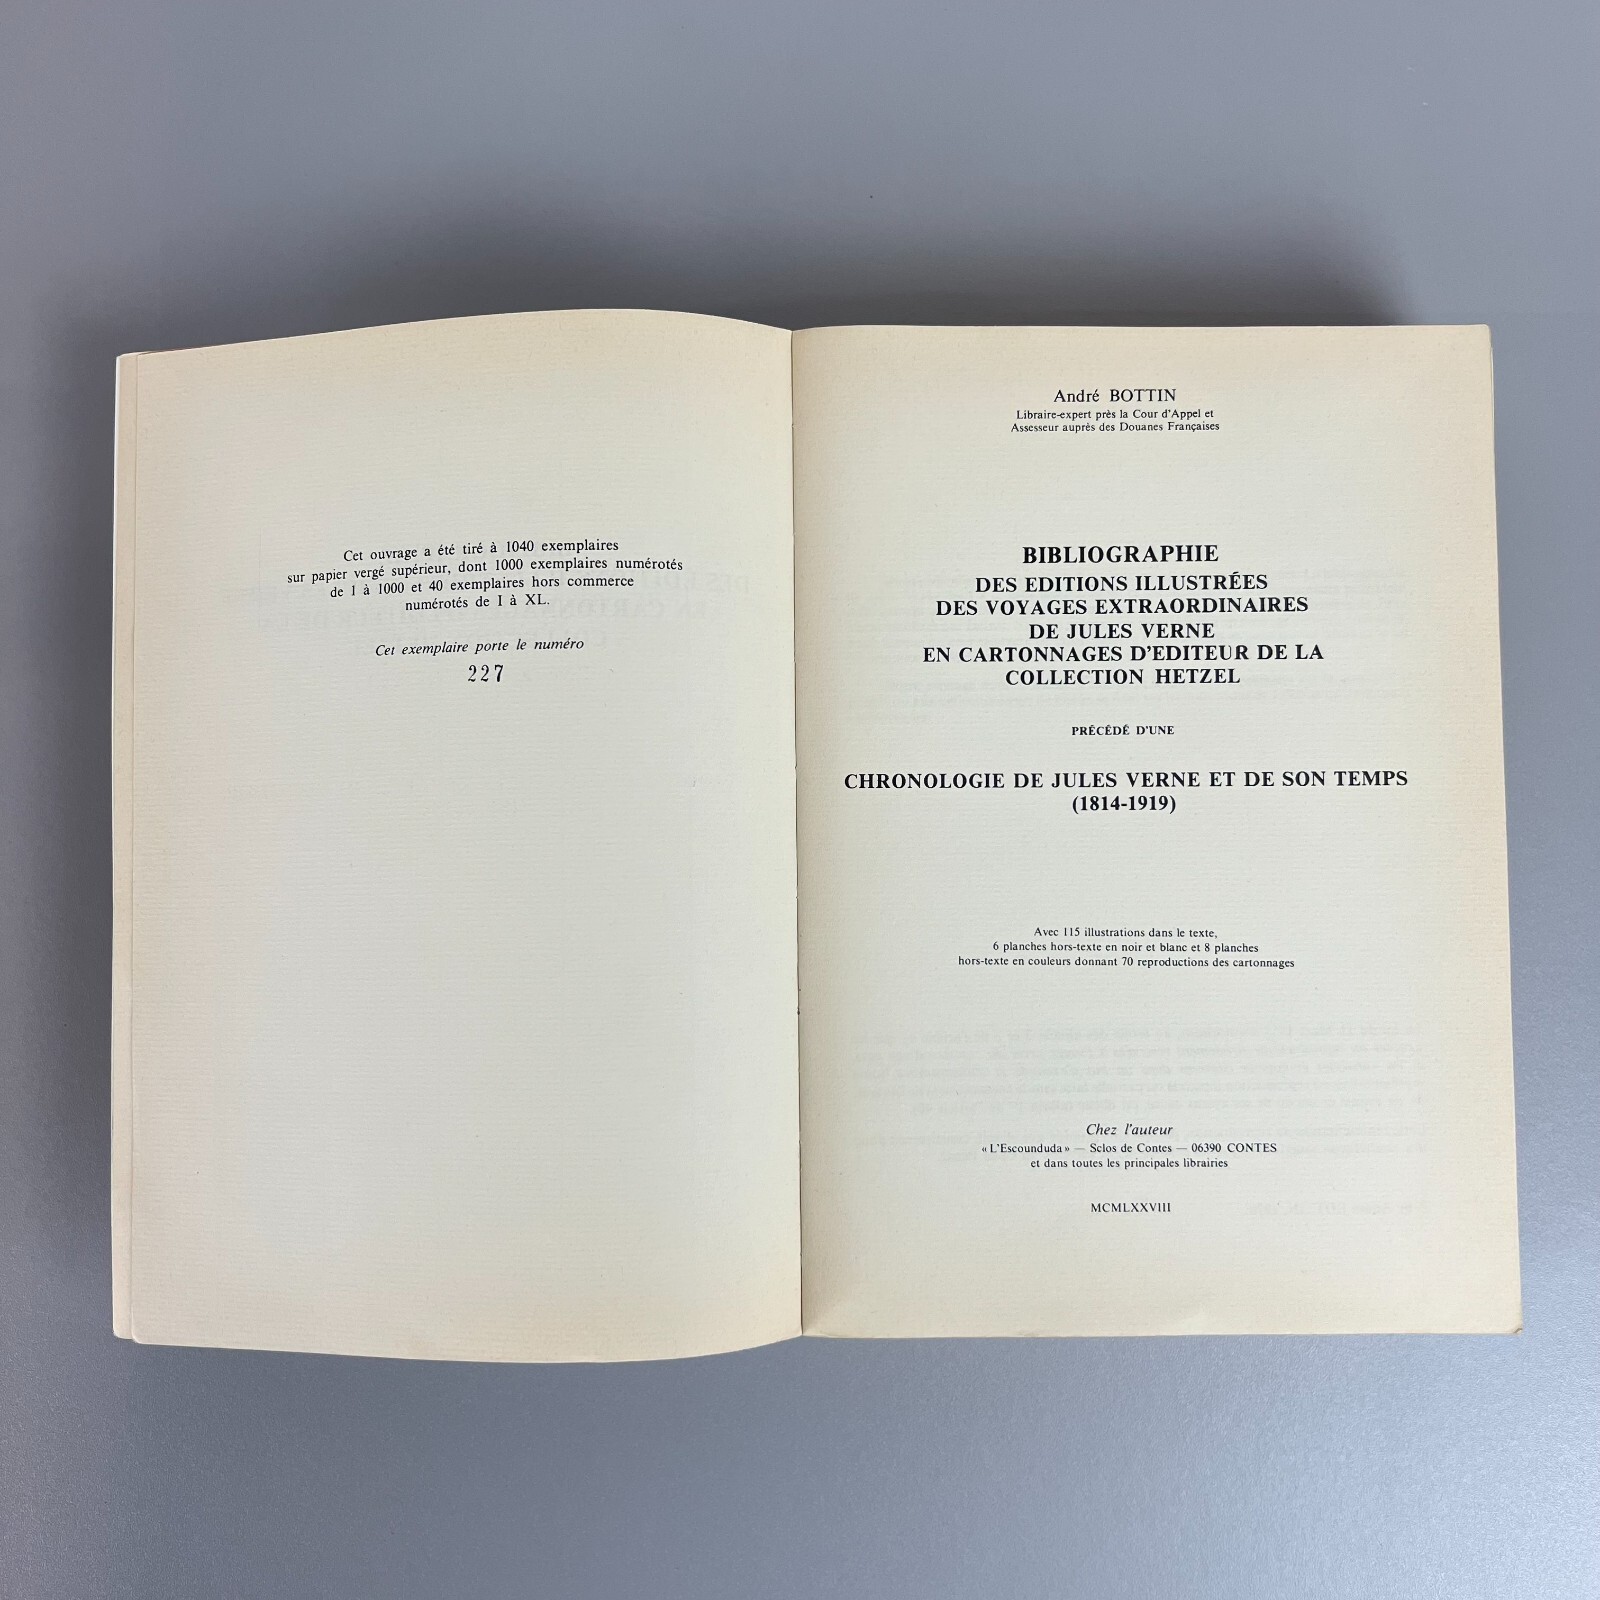 Cet ouvrage a été tiré à 1040 exemplaires
sur papier vergé supérieur, dont 1000 exemplaires numérotés
de 1 à 1000 et 40 exemplaires hors commerce
numérotés de I à XL.
Cet exemplaire porte le numéro
227
André BOTTIN
Libraire-expert près la Cour d'Appel et
Assesseur auprès des Douanes Françaises
BIBLIOGRAPHIE
DES EDITIONS ILLUSTRÉES
DES VOYAGES EXTRAORDINAIRES
DE JULES VERNE
EN CARTONNAGES D'EDITEUR DE LA
COLLECTION HETZEL
PRÉCÉDÉ D'UNE
CHRONOLOGIE DE JULES VERNE ET DE SON TEMPS
(1814-1919)
Avec 115 illustrations dans le texte,
6 planches hors-texte en noir et blanc et 8 planches
hors-texte en couleurs donnant 70 reproductions des cartonnages
Chez l'auteur
« L'Escounduda » — Sclos de Contes — 06390 CONTES
et dans toutes les principales librairies
MCMLXXVIII